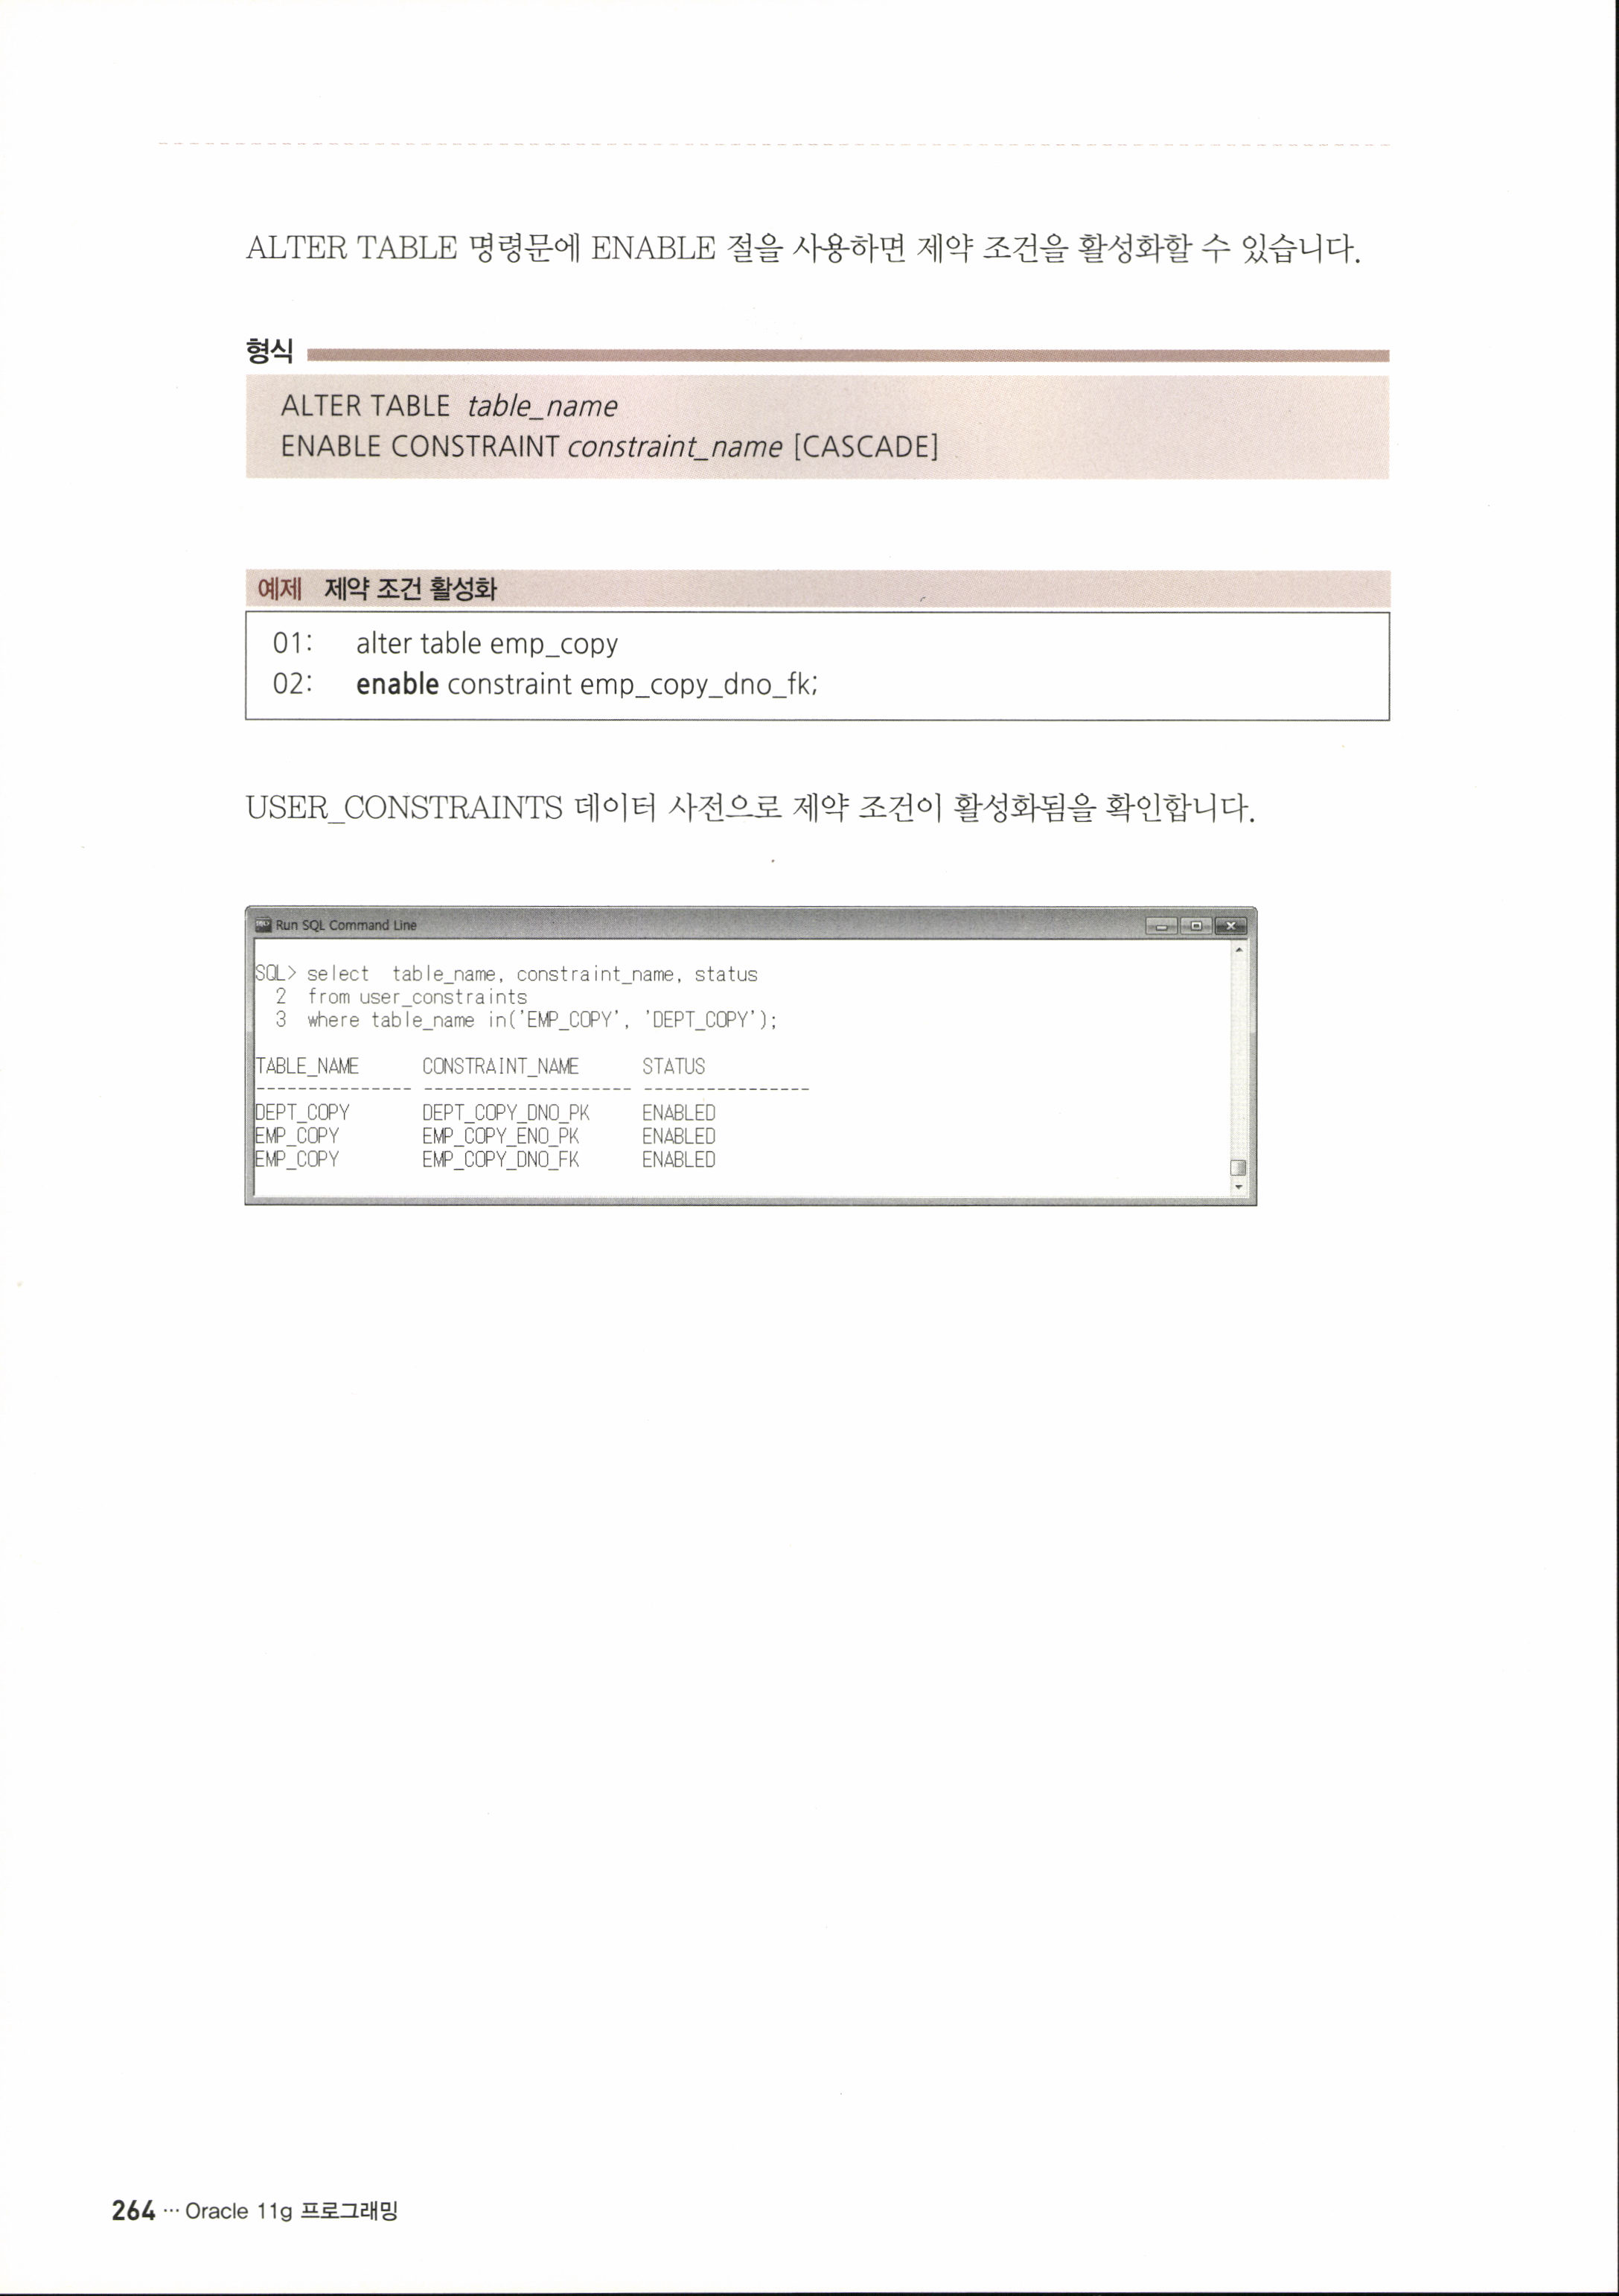 ALTER TABLE 명령문에 ENABLE 절을 사용하면 제약 조건을 활성화할 수 있습니다.
형식
ALTER TABLE table_name
ENABLE CONSTRAINT constraint_name [CASCADE]
예제 제약 조건 활성화
01: alter table emp_copy
02: enable constraint emp_copy_dno_fk;
USER_CONSTRAINTS 데이터 사전으로 제약 조건이 활성화됨을 확인합니다.
Run SQL Command Line
SQL> select  table_name, constraint_name, status
2 from user_constraints
3 where table_name in('EMP_COPY', 'DEPT_COPY');
TABLE_NAME CONSTRAINT_NAME STATUS
--------------- -------------------- ----------------
DEPT_COPY DEPT_COPY_DNO_PK ENABLED
EMP_COPY EMP_COPY_ENO_PK ENABLED
EMP_COPY EMP_COPY_DNO_FK ENABLED
264 ··· Oracle 11g 프로그래밍